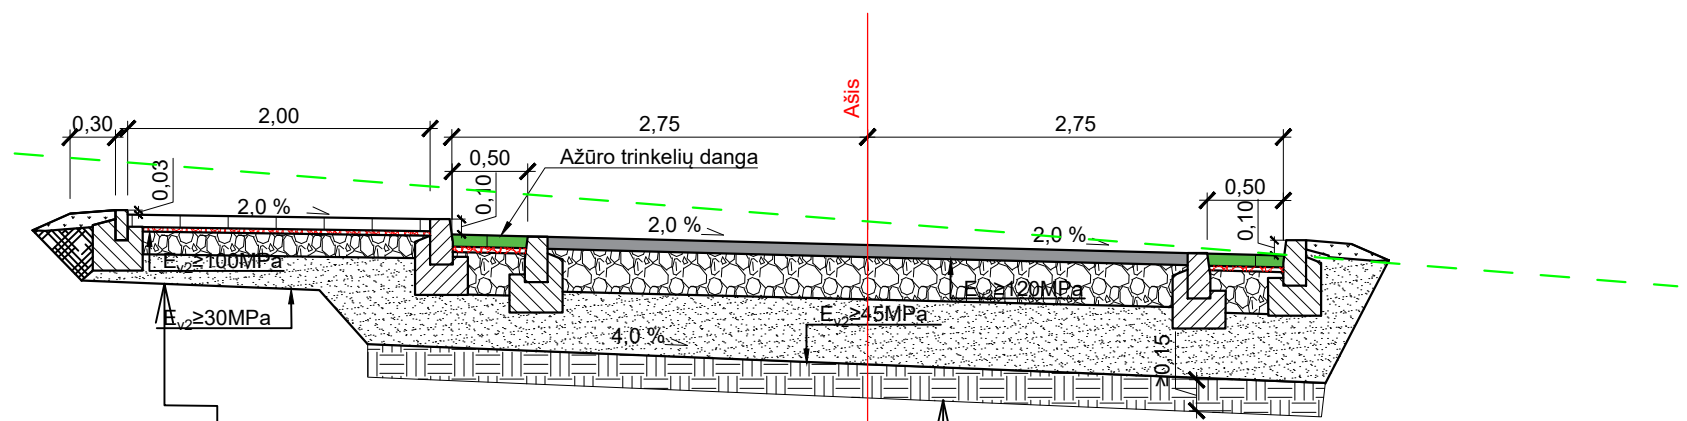 Ašis
0,30
2,00
2,75
2,75
0,03
0,50
0,10
Ažūro trinkelių danga
0,50
0,10
2,0 %
2,0 %
2,0 %
Ev2≥100MPa
Ev2≥120MPa
Ev2≥30MPa
Ev2≥45MPa
4,0 %
≥0,15